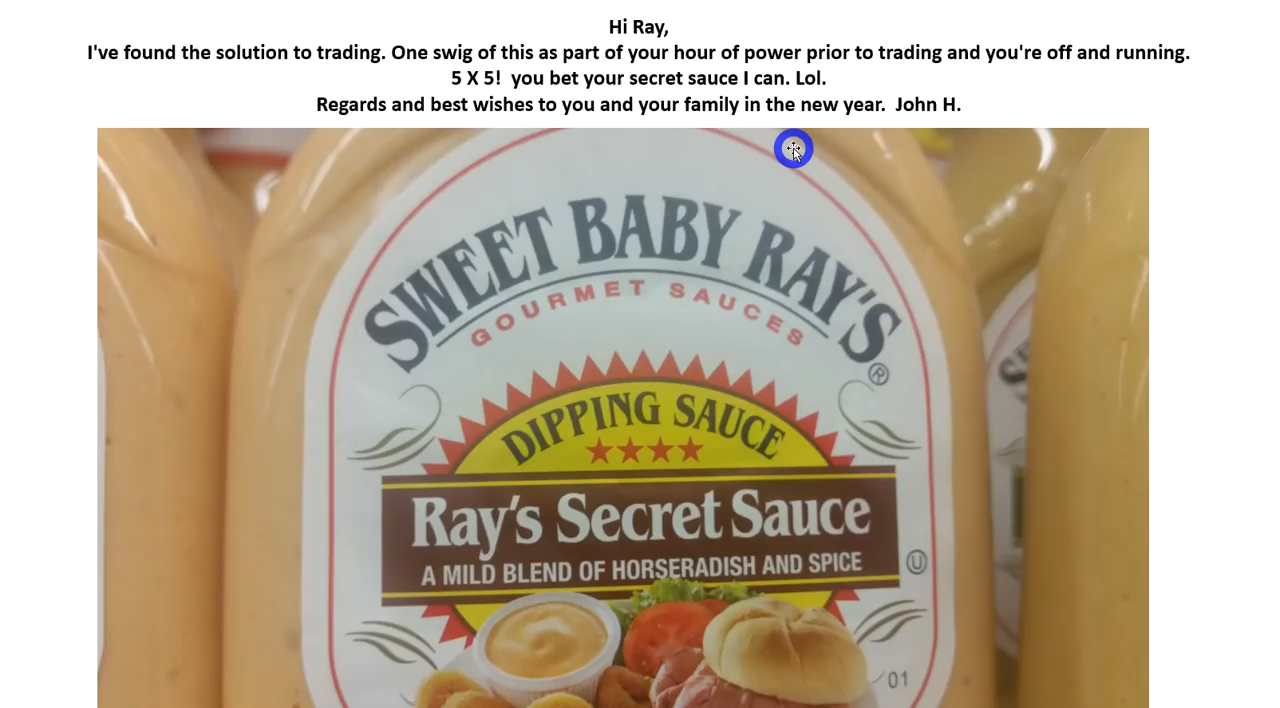 Hi Ray,
I've found the solution to trading. One swig of this as part of your hour of power prior to trading and you're off and running.
5 X 5!  you bet your secret sauce I can. Lol.
Regards and best wishes to you and your family in the new year.  John H.
SWEET BABY RAY'S®
GOURMET SAUCES
DIPPING SAUCE
Ray's Secret Sauce
A MILD BLEND OF HORSERADISH AND SPICE
U
01